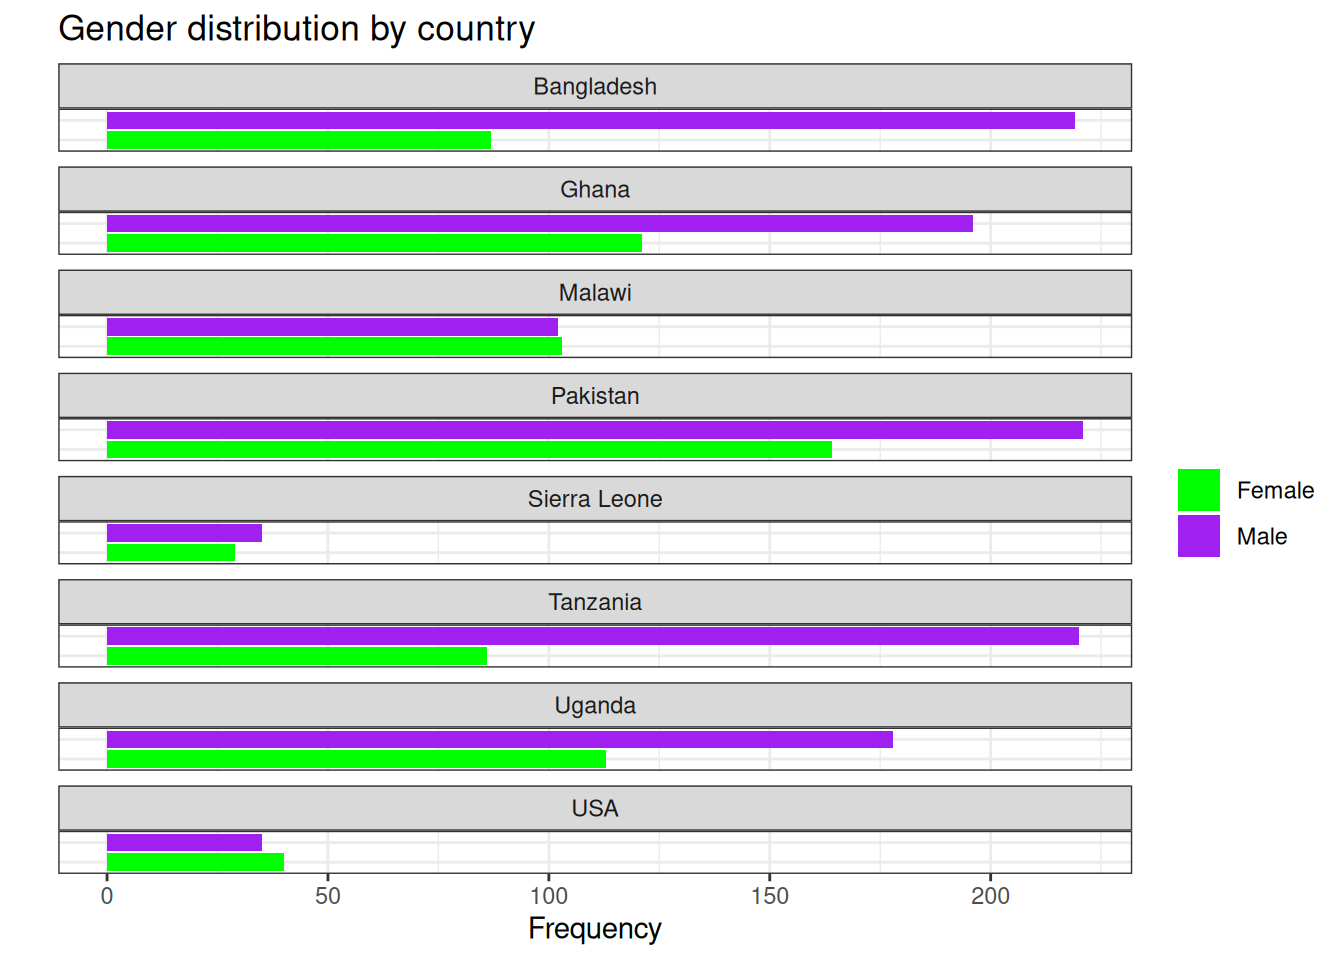 Gender distribution by country
Bangladesh
Ghana
Malawi
Pakistan
Sierra Leone
Tanzania
Uganda
USA
0 50 100 150 200
Frequency
Female
Male